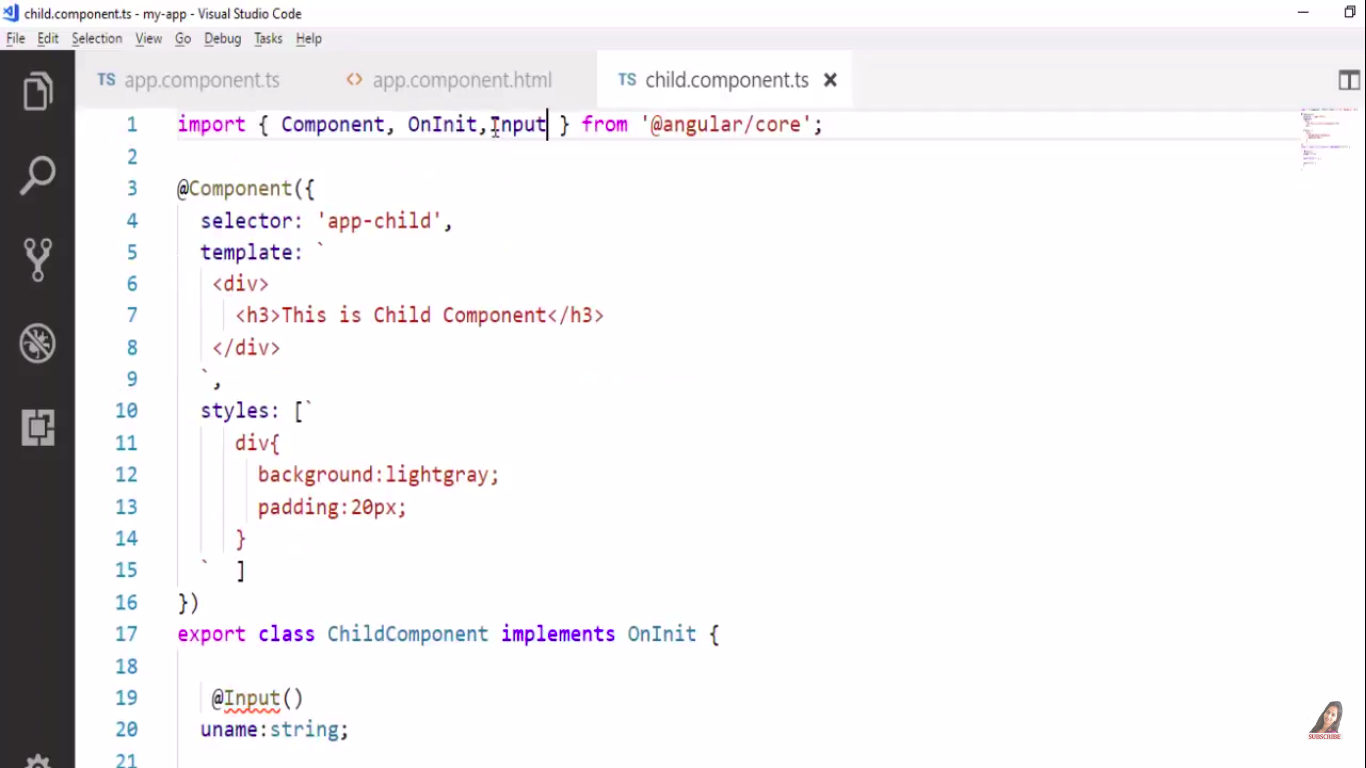 child.component.ts - my-app - Visual Studio Code
File Edit Selection View Go Debug Tasks Help
TS app.component.ts <> app.component.html TS child.component.ts ×
1 import { Component, OnInit,Input } from '@angular/core';
2
3 @Component({
4 selector: 'app-child',
5 template: `
6 <div>
7 <h3>This is Child Component</h3>
8 </div>
9 `,
10 styles: [`
11 div{
12 background:lightgray;
13 padding:20px;
14 }
15 ` ]
16 })
17 export class ChildComponent implements OnInit {
18
19 @Input()
20 uname:string;
21
SUBSCRIBE